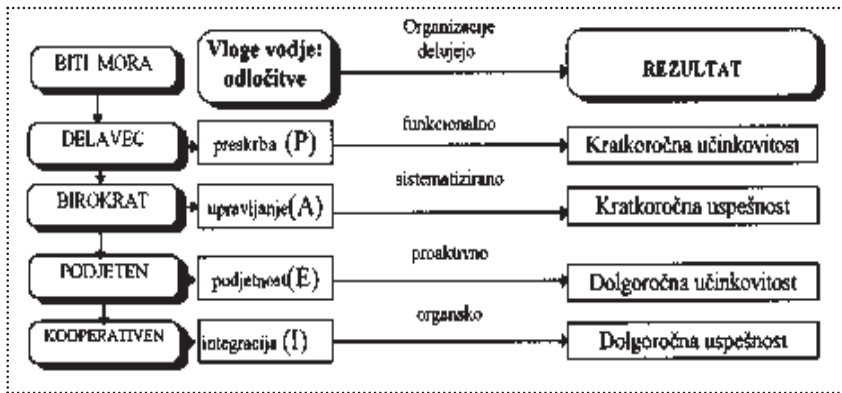 BITI MORA
Vloge vodje:
odločitve
Organizacije
delujejo
REZULTAT
DELAVEC
preskrba (P)
funkcionalno
Kratkoročna učinkovitost
BIROKRAT
upravljanje(A)
sistematizirano
Kratkoročna uspešnost
PODJETEN
podjetnost(E)
proaktivno
Dolgoročna učinkovitost
KOOPERATIVEN
integracija (I)
organsko
Dolgoročna uspešnost